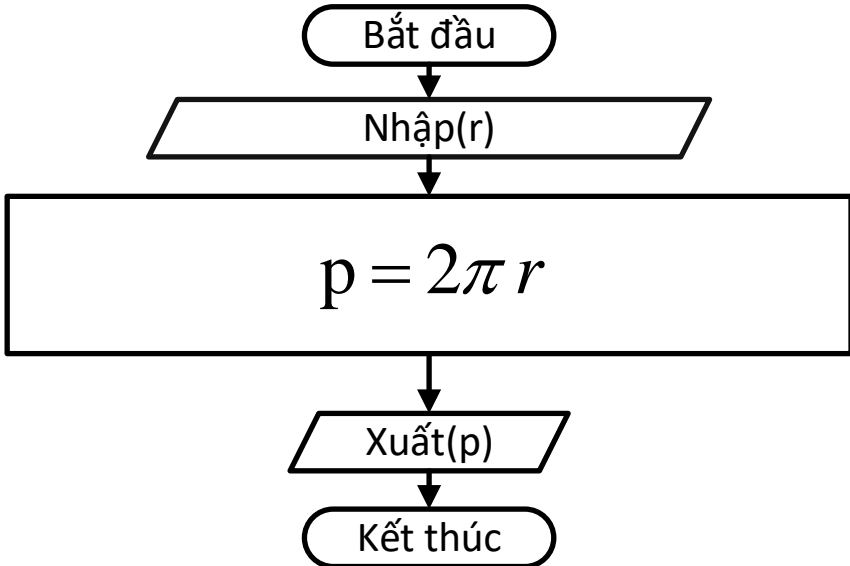 Bắt đầu
Nhập(r)
p = 2π r
Xuất(p)
Kết thúc